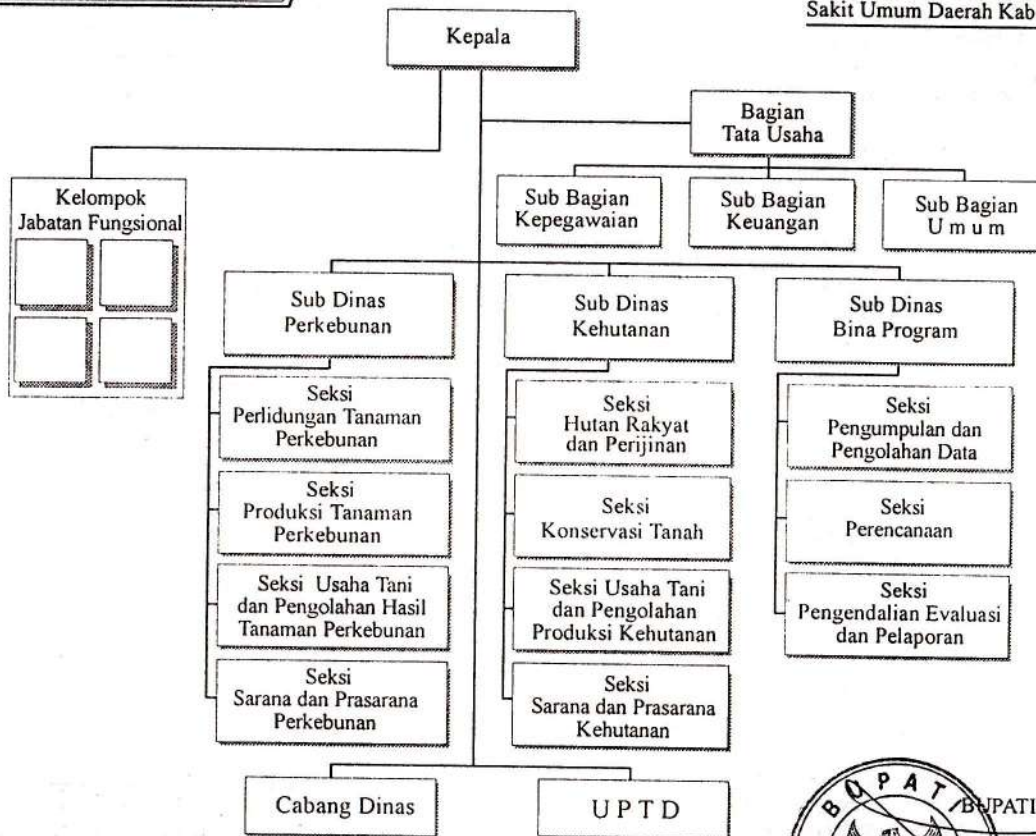 Sakit Umum Daerah Kab
Kepala
Bagian
Tata Usaha
Kelompok
Jabatan Fungsional
Sub Bagian
Kepegawaian
Sub Bagian
Keuangan
Sub Bagian
U m u m
Sub Dinas
Perkebunan
Sub Dinas
Kehutanan
Sub Dinas
Bina Program
Seksi
Perlidungan Tanaman
Perkebunan
Seksi
Hutan Rakyat
dan Perijinan
Seksi
Pengumpulan dan
Pengolahan Data
Seksi
Produksi Tanaman
Perkebunan
Seksi
Konservasi Tanah
Seksi
Perencanaan
Seksi Usaha Tani
dan Pengolahan Hasil
Tanaman Perkebunan
Seksi Usaha Tani
dan Pengolahan
Produksi Kehutanan
Seksi
Pengendalian Evaluasi
dan Pelaporan
Seksi
Sarana dan Prasarana
Perkebunan
Seksi
Sarana dan Prasarana
Kehutanan
Cabang Dinas
UPTD
BUPATI
BUPATI